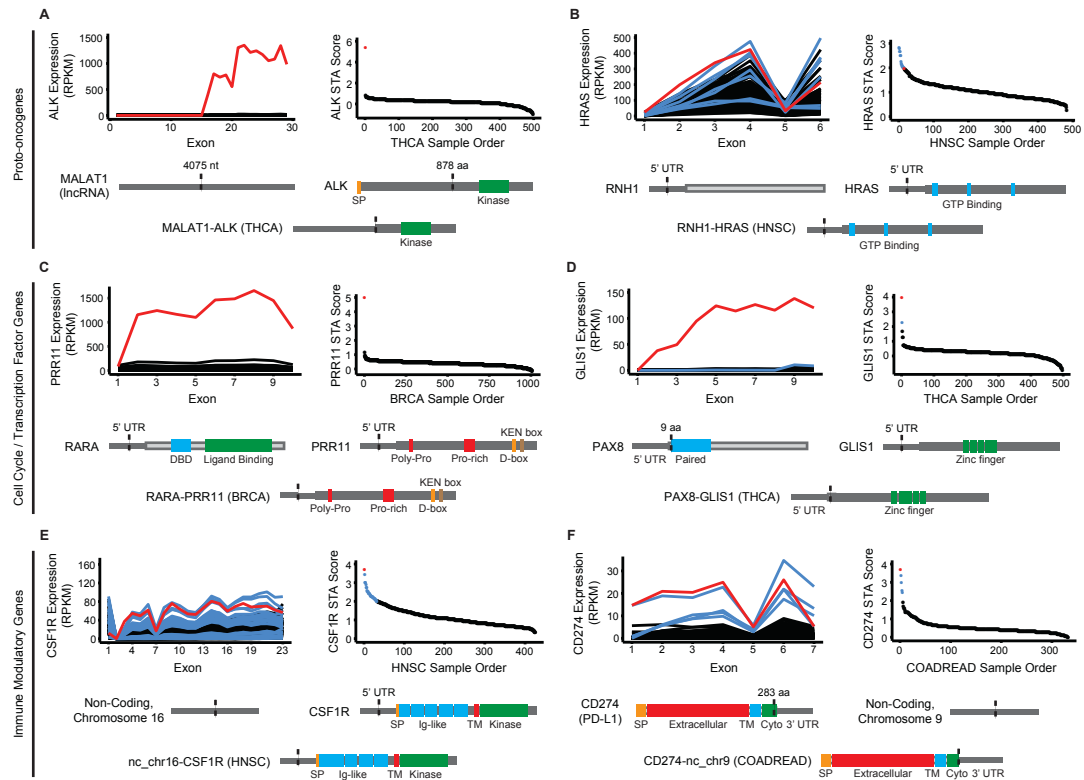 Proto-oncogenes
A
ALK Expression
(RPKM)
1500
1000
500
0
0
10
20
30
Exon
ALK STA Score
6
4
2
0
0
100
200
300
400
500
THCA Sample Order
MALAT1
(lncRNA)
4075 nt
ALK
878 aa
SP
Kinase
MALAT1-ALK (THCA)
Kinase
B
HRAS Expression
(RPKM)
500
400
300
200
100
0
1 2 3 4 5 6
Exon
HRAS STA Score
3
2
1
0
0
100
200
300
400
500
HNSC Sample Order
RNH1
5' UTR
HRAS
5' UTR
GTP Binding
RNH1-HRAS (HNSC)
GTP Binding
Cell Cycle / Transcription Factor Genes
C
PRR11 Expression
(RPKM)
1500
1000
500
0
1 3 5 7 9
Exon
PRR11 STA Score
5
4
3
2
1
0
0
250
500
750
1000
BRCA Sample Order
RARA
5' UTR
DBD
Ligand Binding
PRR11
5' UTR
KEN box
Poly-Pro
Pro-rich
D-box
RARA-PRR11 (BRCA)
KEN box
Poly-Pro
Pro-rich
D-box
D
GLIS1 Expression
(RPKM)
150
100
50
0
1 3 5 7 9
Exon
GLIS1 STA Score
4
3
2
1
0
0
100
200
300
400
500
THCA Sample Order
PAX8
9 aa
5' UTR
Paired
GLIS1
5' UTR
Zinc finger
PAX8-GLIS1 (THCA)
5' UTR
Zinc finger
Immune Modulatory Genes
E
CSF1R Expression
(RPKM)
160
120
80
40
0
1 4 7 10 14 17 20 23
Exon
CSF1R STA Score
4
3
2
1
0
0
100
200
300
400
HNSC Sample Order
Non-Coding,
Chromosome 16
CSF1R
5' UTR
SP
Ig-like
TM
Kinase
nc_chr16-CSF1R (HNSC)
SP
Ig-like
TM
Kinase
F
CD274 Expression
(RPKM)
40
30
20
10
0
1 2 3 4 5 6 7
Exon
CD274 STA Score
4
3
2
1
0
0
100
200
300
COADREAD Sample Order
CD274
(PD-L1)
283 aa
SP
Extracellular
TM
Cyto
3' UTR
Non-Coding,
Chromosome 9
CD274-nc_chr9 (COADREAD)
SP
Extracellular
TM
Cyto
3' UTR